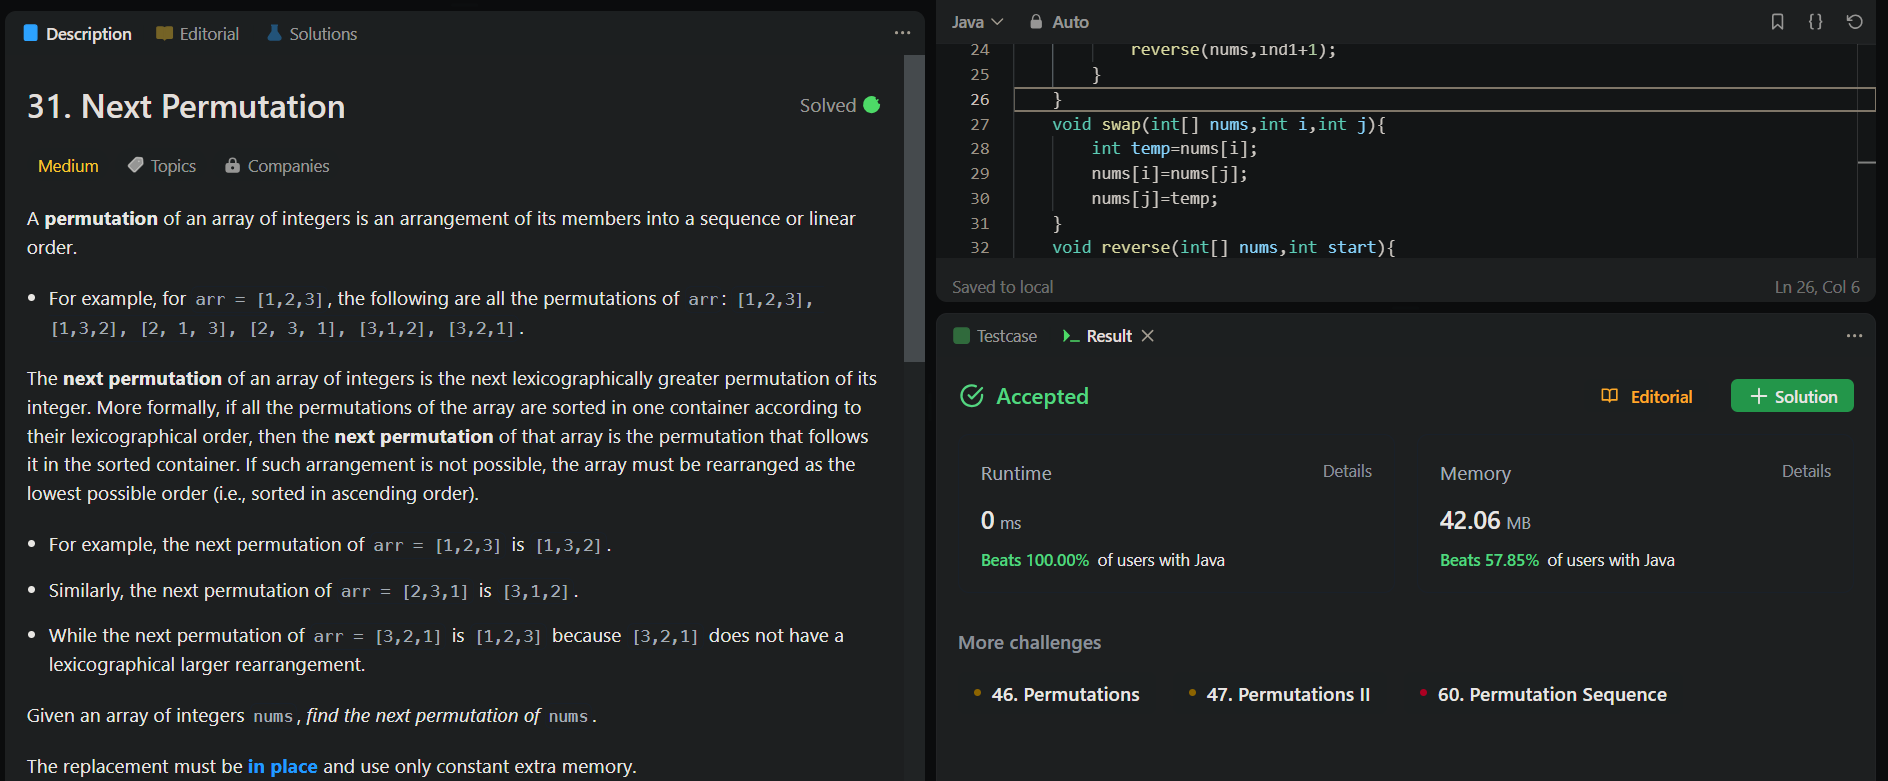 Description Editorial Solutions
31. Next Permutation
Solved
Medium Topics Companies
A permutation of an array of integers is an arrangement of its members into a sequence or linear
order.
• For example, for arr = [1,2,3], the following are all the permutations of arr: [1,2,3],
[1,3,2], [2, 1, 3], [2, 3, 1], [3,1,2], [3,2,1].
The next permutation of an array of integers is the next lexicographically greater permutation of its
integer. More formally, if all the permutations of the array are sorted in one container according to
their lexicographical order, then the next permutation of that array is the permutation that follows
it in the sorted container. If such arrangement is not possible, the array must be rearranged as the
lowest possible order (i.e., sorted in ascending order).
• For example, the next permutation of arr = [1,2,3] is [1,3,2].
• Similarly, the next permutation of arr = [2,3,1] is [3,1,2].
• While the next permutation of arr = [3,2,1] is [1,2,3] because [3,2,1] does not have a
lexicographical larger rearrangement.
Given an array of integers nums, find the next permutation of nums.
The replacement must be in place and use only constant extra memory.
Java Auto
24 reverse(nums,ind1+1);
25 }
26 }
27 void swap(int[] nums,int i,int j){
28 int temp=nums[i];
29 nums[i]=nums[j];
30 nums[j]=temp;
31 }
32 void reverse(int[] nums,int start){
Saved to local Ln 26, Col 6
Testcase >_ Result
Accepted Editorial + Solution
Runtime Details
0 ms
Beats 100.00% of users with Java
Memory Details
42.06 MB
Beats 57.85% of users with Java
More challenges
• 46. Permutations • 47. Permutations II • 60. Permutation Sequence